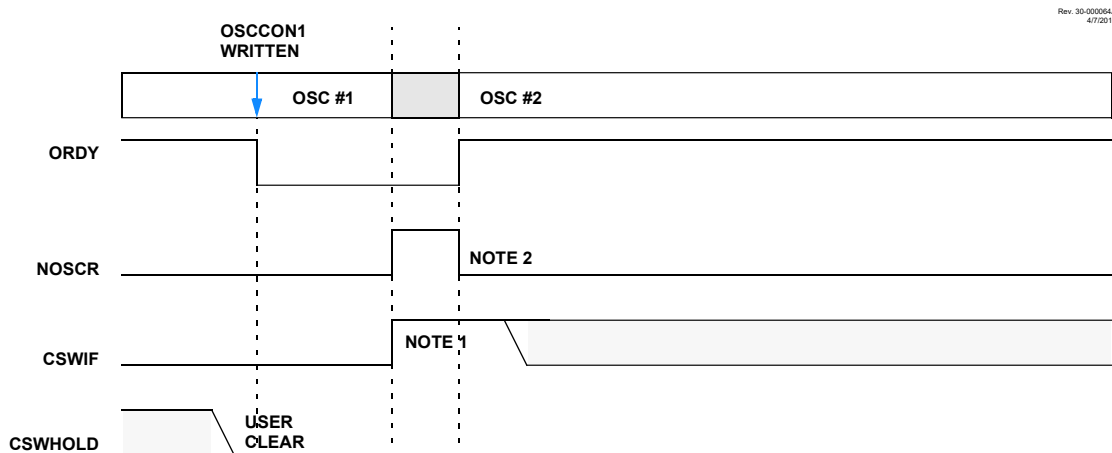 Rev. 30-000064
4/7/201
OSCCON1
WRITTEN
OSC #1
OSC #2
ORDY
NOSCR
NOTE 2
CSWIF
NOTE 1
CSWHOLD
USER
CLEAR